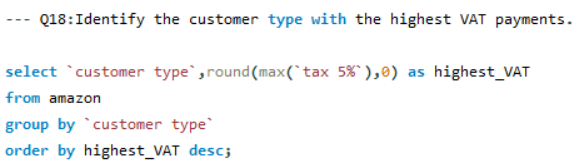 --- Q18:Identify the customer type with the highest VAT payments.
select `customer type`,round(max(`tax 5%`),0) as highest_VAT
from amazon
group by `customer type`
order by highest_VAT desc;